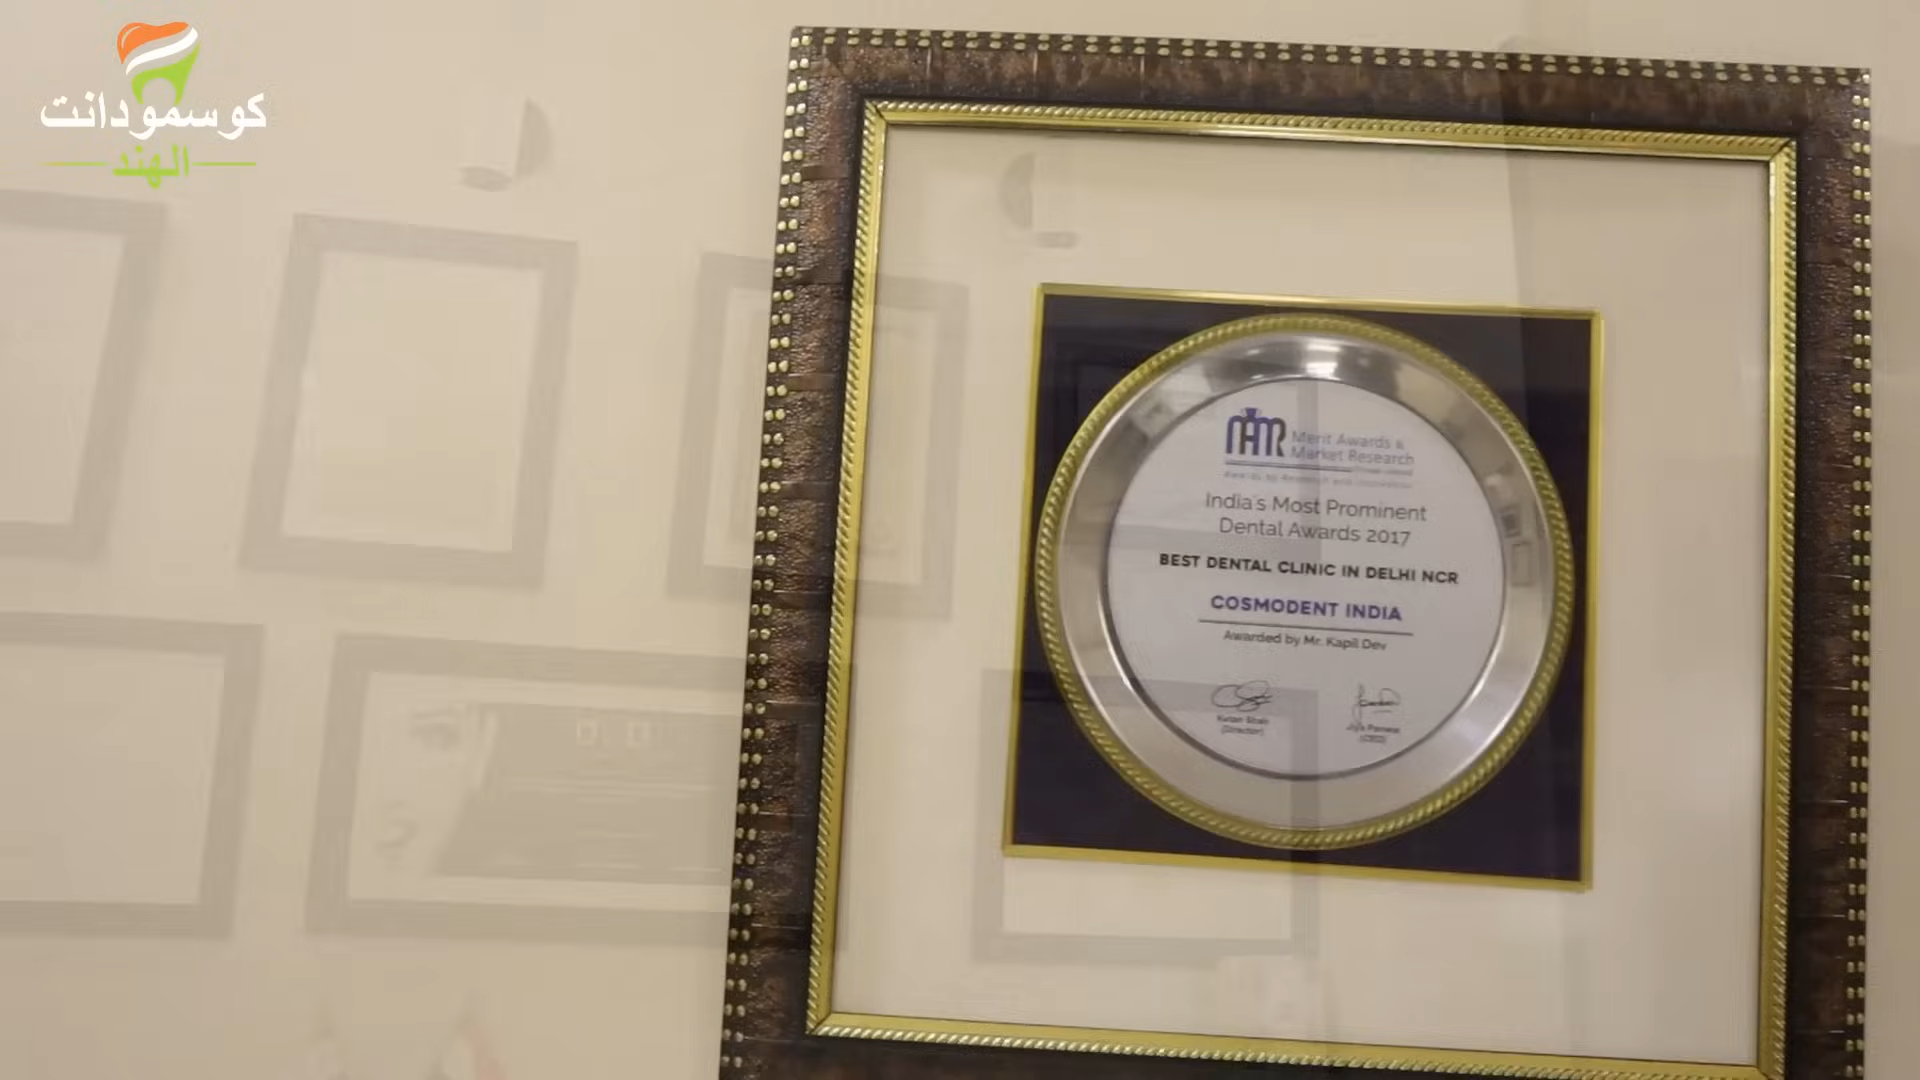 كوسمودانت
الهند
Merit Awards &
Market Research
India's Most Prominent
Dental Awards 2017
BEST DENTAL CLINIC IN DELHI NCR
COSMODENT INDIA
Awarded by Mr. Kapil Dev
(Director)
(CEO)